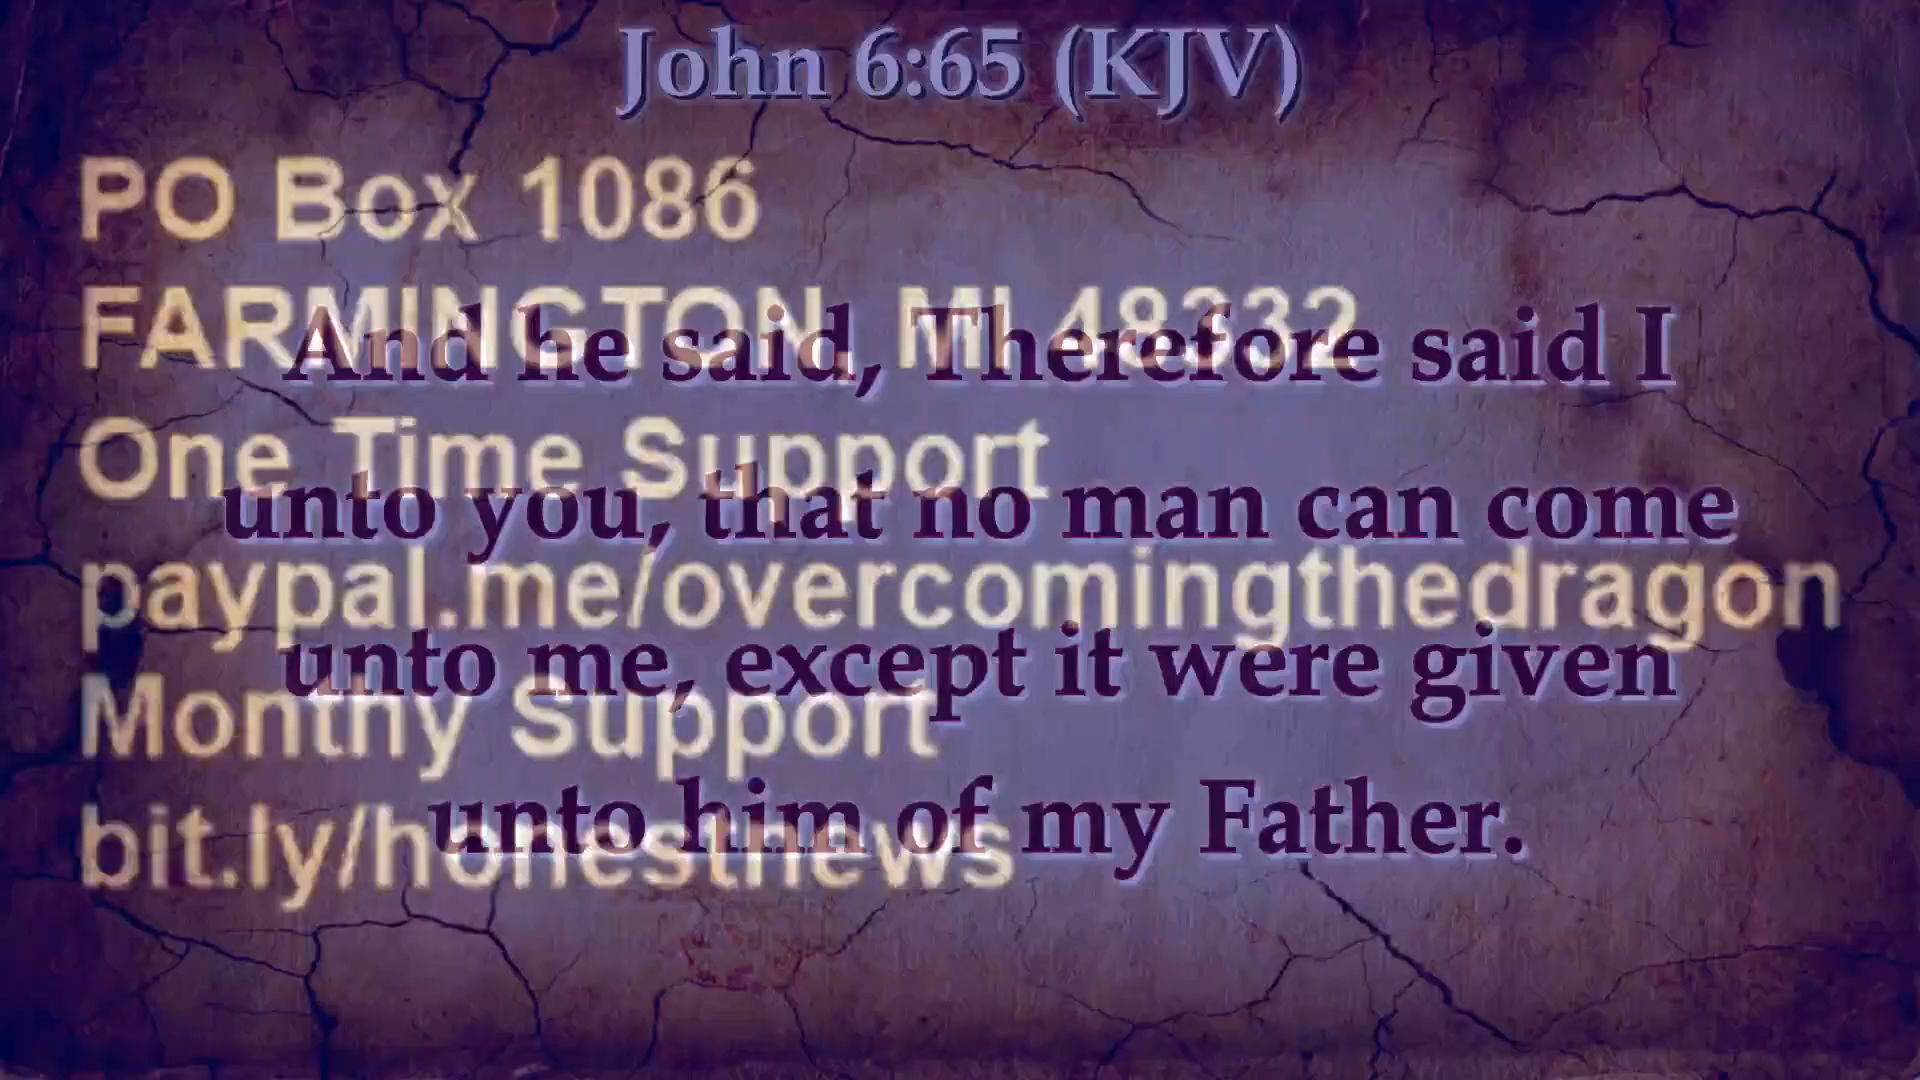 John 6:65 (KJV)
PO Box 1086
FARMINGTON, MI 48332
And he said, Therefore said I
One Time Support
unto you, that no man can come
paypal.me/overcomingthedragon
unto me, except it were given
Monthy Support
unto him of my Father.
bit.ly/honestnews